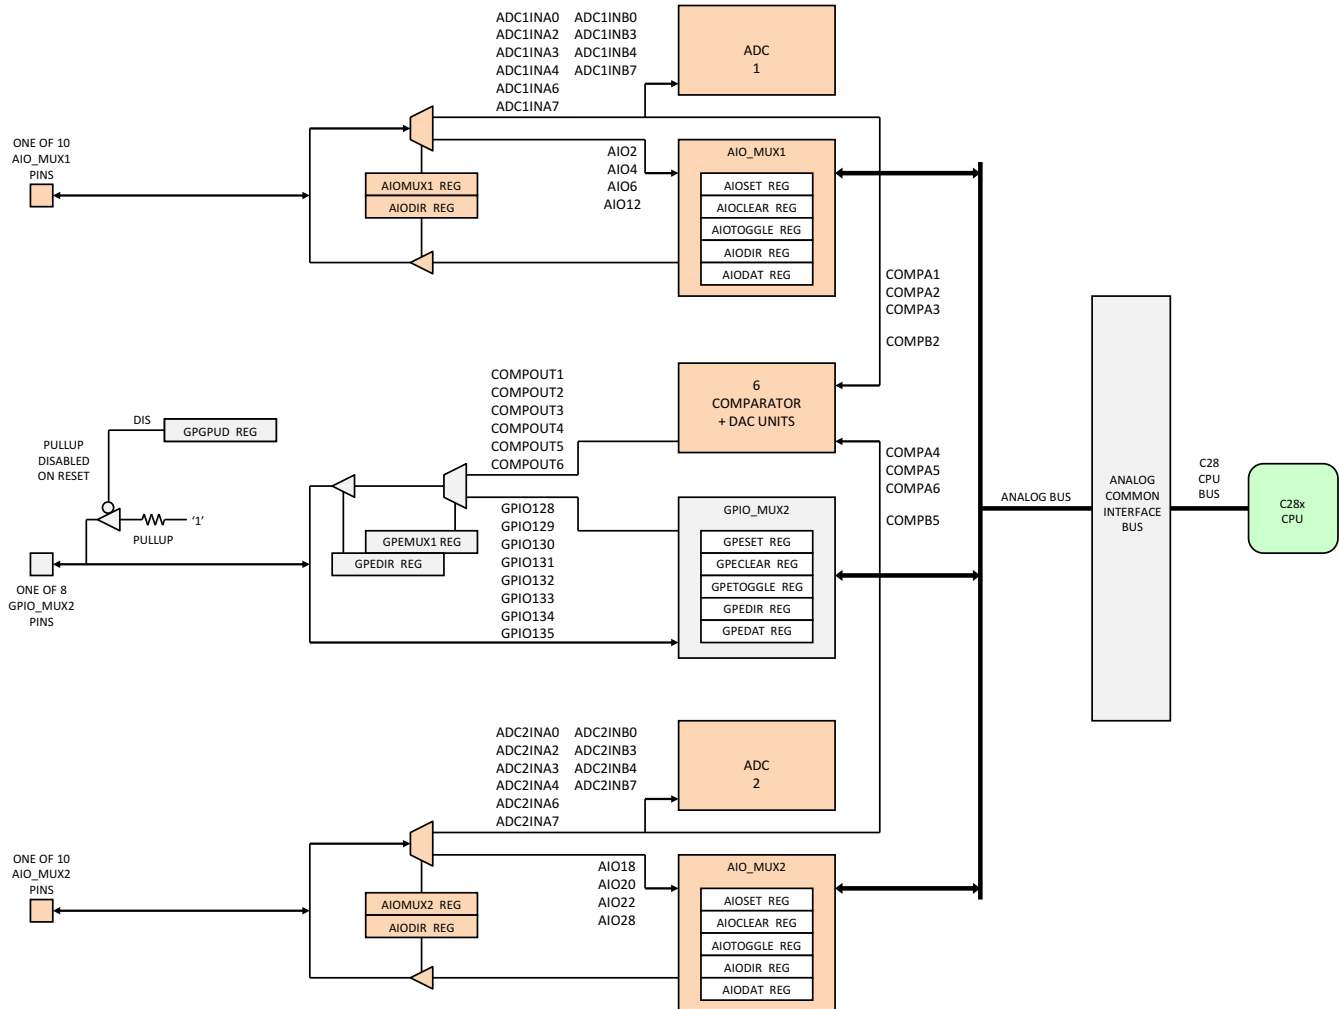 ADC1INA0 ADC1INB0
ADC1INA2 ADC1INB3
ADC1INA3 ADC1INB4
ADC1INA4 ADC1INB7
ADC1INA6
ADC1INA7
ADC
1
ONE OF 10
AIO_MUX1
PINS
AIOMUX1 REG
AIODIR REG
AIO2
AIO4
AIO6
AIO12
AIO_MUX1
AIOSET REG
AIOCLEAR REG
AIOTOGGLE REG
AIODIR REG
AIODAT REG
COMPA1
COMPA2
COMPA3
COMPB2
COMPOUT1
COMPOUT2
COMPOUT3
COMPOUT4
COMPOUT5
COMPOUT6
6
COMPARATOR
+ DAC UNITS
DIS
GPGPUD REG
PULLUP
DISABLED
ON RESET
'1'
PULLUP
ONE OF 8
GPIO_MUX2
PINS
GPEMUX1 REG
GPEDIR REG
GPIO128
GPIO129
GPIO130
GPIO131
GPIO132
GPIO133
GPIO134
GPIO135
GPIO_MUX2
GPESET REG
GPECLEAR REG
GPETOGGLE REG
GPEDIR REG
GPEDAT REG
COMPA4
COMPA5
COMPA6
COMPB5
ANALOG BUS
ANALOG
COMMON
INTERFACE
BUS
C28
CPU
BUS
C28x
CPU
ADC2INA0 ADC2INB0
ADC2INA2 ADC2INB3
ADC2INA3 ADC2INB4
ADC2INA4 ADC2INB7
ADC2INA6
ADC2INA7
ADC
2
ONE OF 10
AIO_MUX2
PINS
AIOMUX2 REG
AIODIR REG
AIO18
AIO20
AIO22
AIO28
AIO_MUX2
AIOSET REG
AIOCLEAR REG
AIOTOGGLE REG
AIODIR REG
AIODAT REG